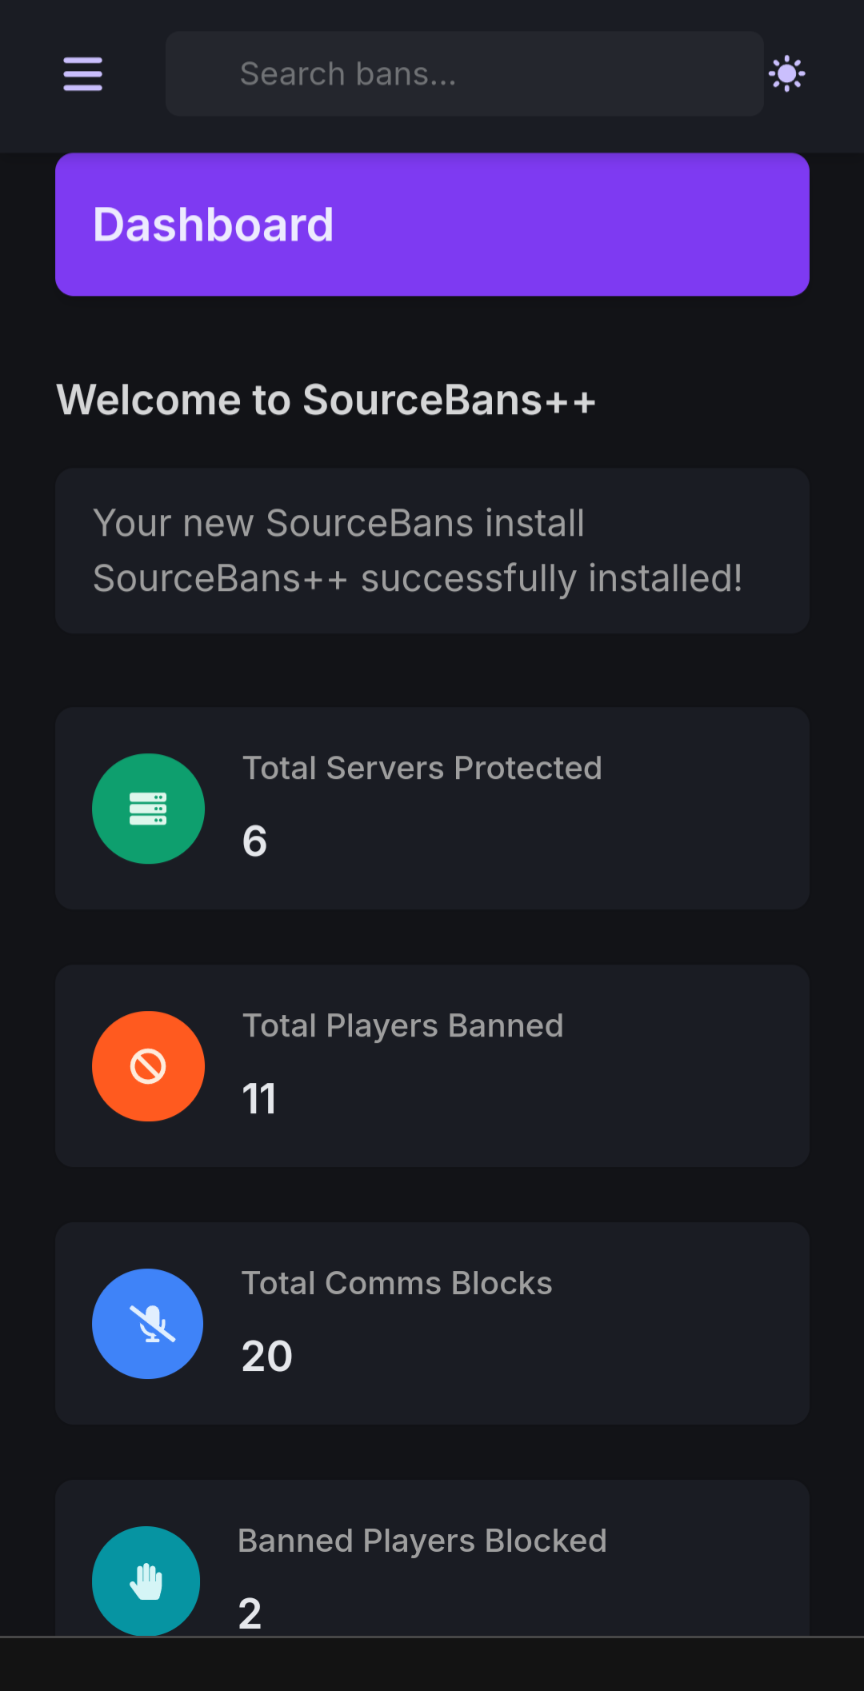 Search bans...
Dashboard
Welcome to SourceBans++
Your new SourceBans install
SourceBans++ successfully installed!
Total Servers Protected
6
Total Players Banned
11
Total Comms Blocks
20
Banned Players Blocked
2